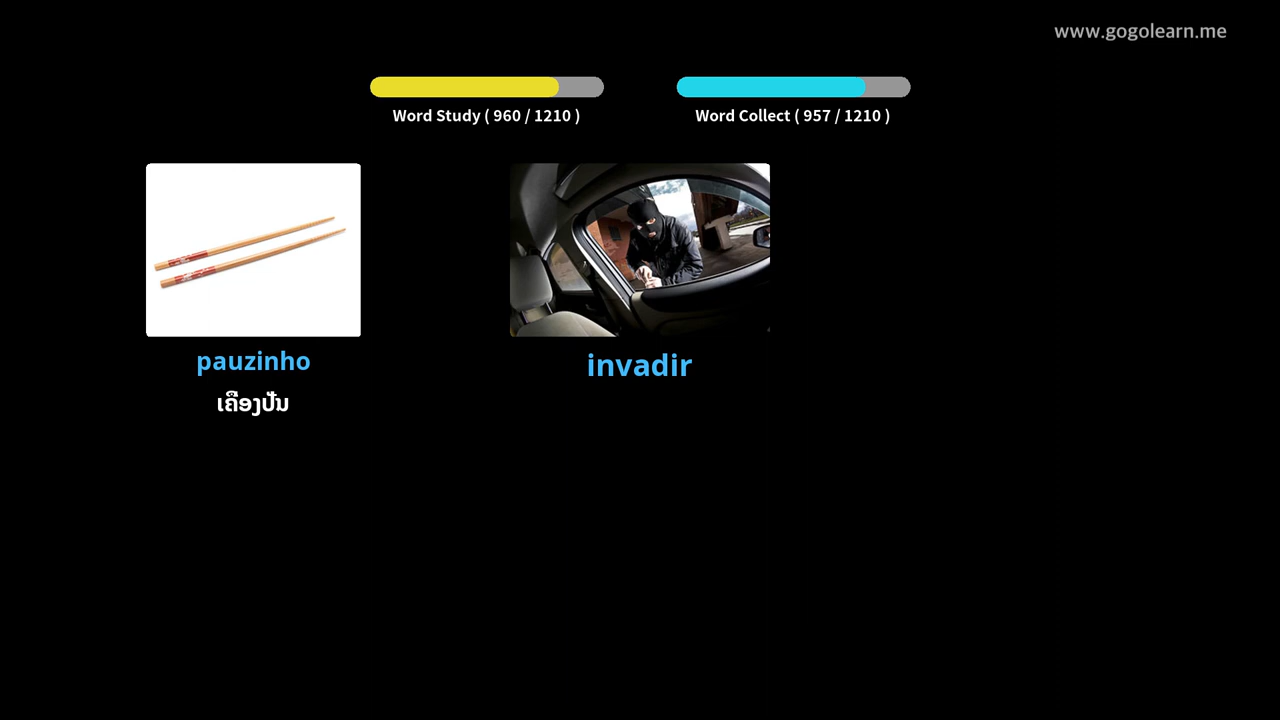 www.gogolearn.me
Word Study ( 960 / 1210 )
Word Collect ( 957 / 1210 )
pauzinho
ເຄື່ອງປັ່ນ
invadir